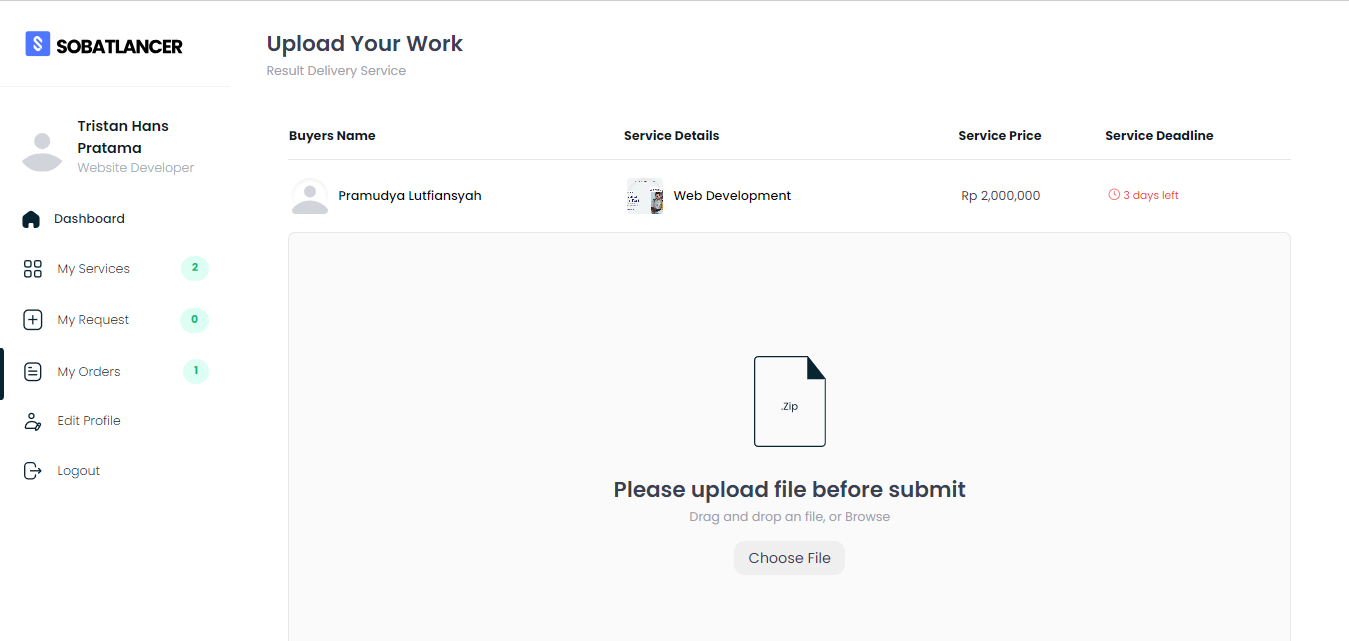 SOBATLANCER
Upload Your Work
Result Delivery Service
Tristan Hans
Pratama
Website Developer
Dashboard
My Services 2
My Request 0
My Orders 1
Edit Profile
Logout
Buyers Name Service Details Service Price Service Deadline
Pramudya Lutfiansyah Web Development Rp 2,000,000 3 days left
.Zip
Please upload file before submit
Drag and drop an file, or Browse
Choose File